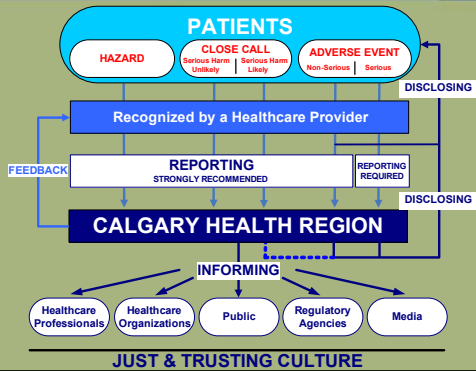 PATIENTS
HAZARD
CLOSE CALL
Serious Harm Unlikely
Serious Harm Likely
ADVERSE EVENT
Non-Serious
Serious
DISCLOSING
Recognized by a Healthcare Provider
FEEDBACK
REPORTING
STRONGLY RECOMMENDED
REPORTING
REQUIRED
DISCLOSING
CALGARY HEALTH REGION
INFORMING
Healthcare
Professionals
Healthcare
Organizations
Public
Regulatory
Agencies
Media
JUST & TRUSTING CULTURE